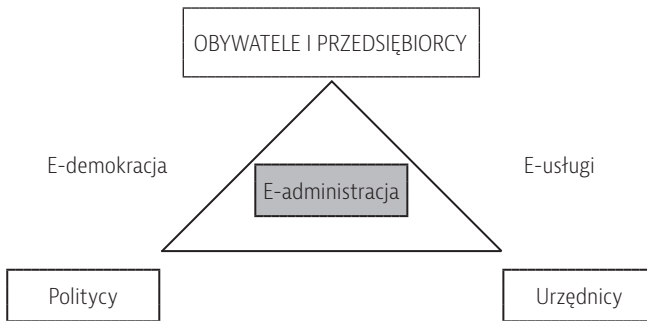 OBYWATELE I PRZEDSIĘBIORCY
E-demokracja
E-usługi
E-administracja
Politycy
Urzędnicy